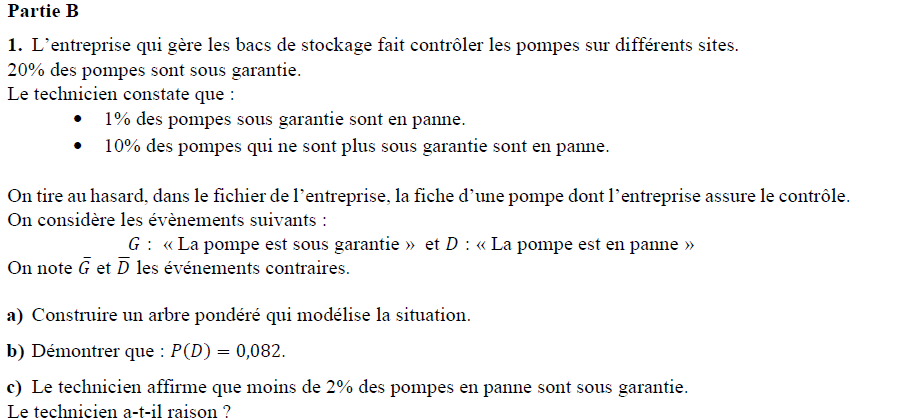 Partie B
1. L'entreprise qui gère les bacs de stockage fait contrôler les pompes sur différents sites.
20% des pompes sont sous garantie.
Le technicien constate que :
• 1% des pompes sous garantie sont en panne.
• 10% des pompes qui ne sont plus sous garantie sont en panne.
On tire au hasard, dans le fichier de l'entreprise, la fiche d'une pompe dont l'entreprise assure le contrôle.
On considère les évènements suivants :
G : « La pompe est sous garantie » et D : « La pompe est en panne »
On note G̅ et D̅ les événements contraires.
a) Construire un arbre pondéré qui modélise la situation.
b) Démontrer que : P(D) = 0,082.
c) Le technicien affirme que moins de 2% des pompes en panne sont sous garantie.
Le technicien a-t-il raison ?